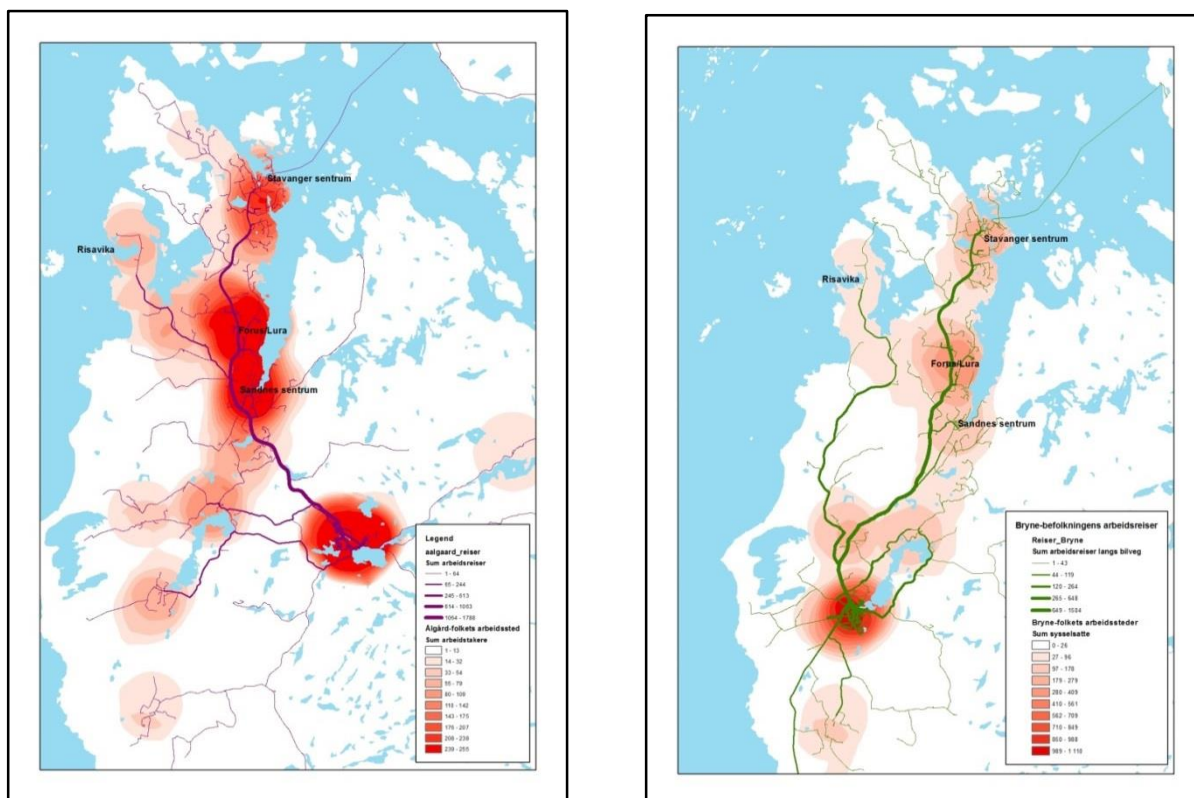 Stavanger sentrum
Risavika
Forus/Lura
Sandnes sentrum
Legend
aalgaard_reiser
Sum arbeidsreiser
1 - 64
65 - 244
245 - 613
614 - 1063
1064 - 1788
Ålgård-folkets arbeidssted
Sum arbeidstakere
1 - 13
14 - 32
33 - 54
55 - 79
80 - 109
110 - 142
143 - 175
176 - 207
208 - 238
239 - 255
Stavanger sentrum
Risavika
Forus/Lura
Sandnes sentrum
Bryne-befolkningens arbeidsreiser
Reiser_Bryne
Sum arbeidsreiser langs bilveg
1 - 43
44 - 119
120 - 264
265 - 648
649 - 1504
Bryne-folkets arbeidssteder
Sum sysselsatte
0 - 26
27 - 96
97 - 178
179 - 279
280 - 409
410 - 561
562 - 709
710 - 849
850 - 988
989 - 1 110